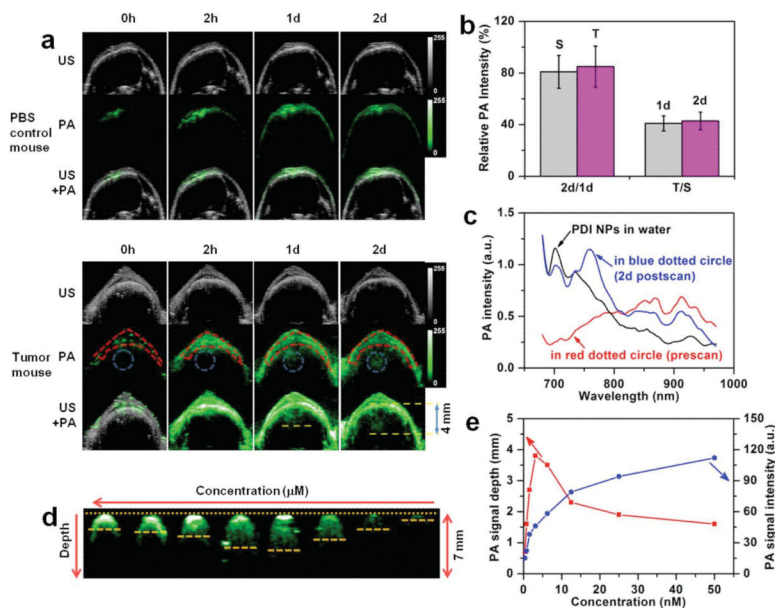 a
0h 2h 1d 2d
US
255
0
PBS
control
mouse
PA
255
0
US
+PA
0h 2h 1d 2d
US
255
0
Tumor
mouse
PA
255
0
US
+PA
4 mm
Concentration (μM)
d
Depth
7 mm
b
Relative PA Intensity (%)
120
80
40
0
S T
1d 2d
2d/1d T/S
c
PA intensity (a.u.)
1.5
1.0
0.5
0.0
PDI NPs in water
in blue dotted circle
(2d postscan)
in red dotted circle (prescan)
700 800 900 1000
Wavelength (nm)
e
PA signal depth (mm)
5
4
3
2
1
0
PA signal intensity (a.u.)
150
120
90
60
30
0
0 10 20 30 40 50
Concentration (nM)